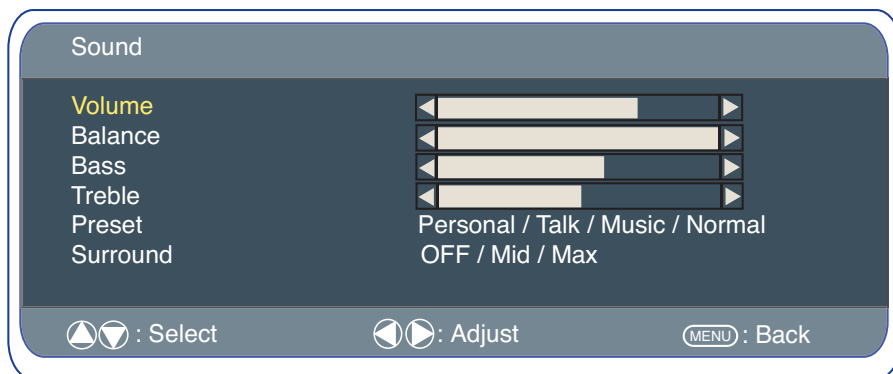 Sound
Volume
Balance
Bass
Treble
Preset Personal / Talk / Music / Normal
Surround OFF / Mid / Max
: Select : Adjust MENU : Back